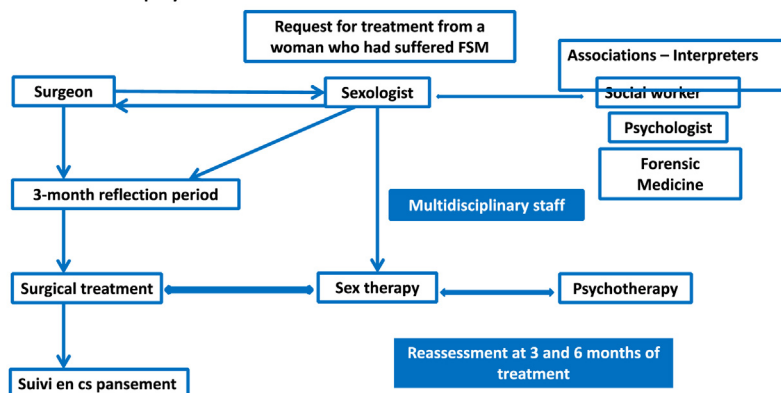 Request for treatment from a
woman who had suffered FSM
Associations – Interpreters
Surgeon
Sexologist
Social worker
Psychologist
Forensic
Medicine
3-month reflection period
Multidisciplinary staff
Surgical treatment
Sex therapy
Psychotherapy
Reassessment at 3 and 6 months of
treatment
Suivi en cs pansement